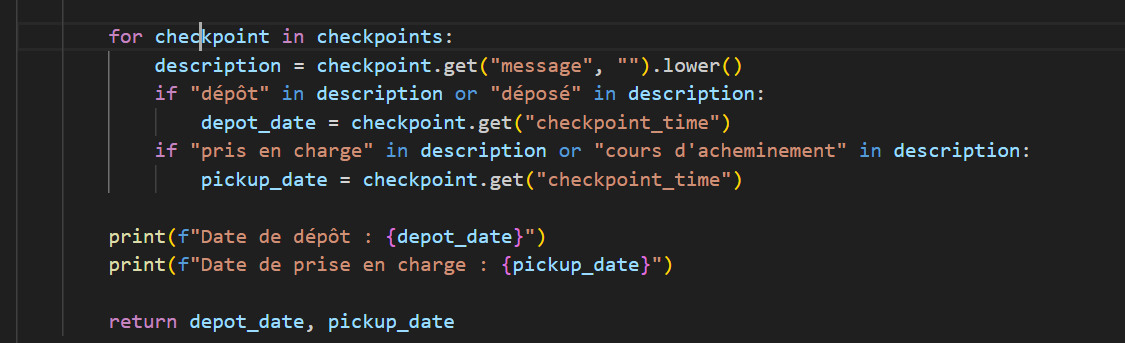 for checkpoint in checkpoints:
description = checkpoint.get("message", "").lower()
if "dépôt" in description or "déposé" in description:
depot_date = checkpoint.get("checkpoint_time")
if "pris en charge" in description or "cours d'acheminement" in description:
pickup_date = checkpoint.get("checkpoint_time")
print(f"Date de dépôt : {depot_date}")
print(f"Date de prise en charge : {pickup_date}")
return depot_date, pickup_date